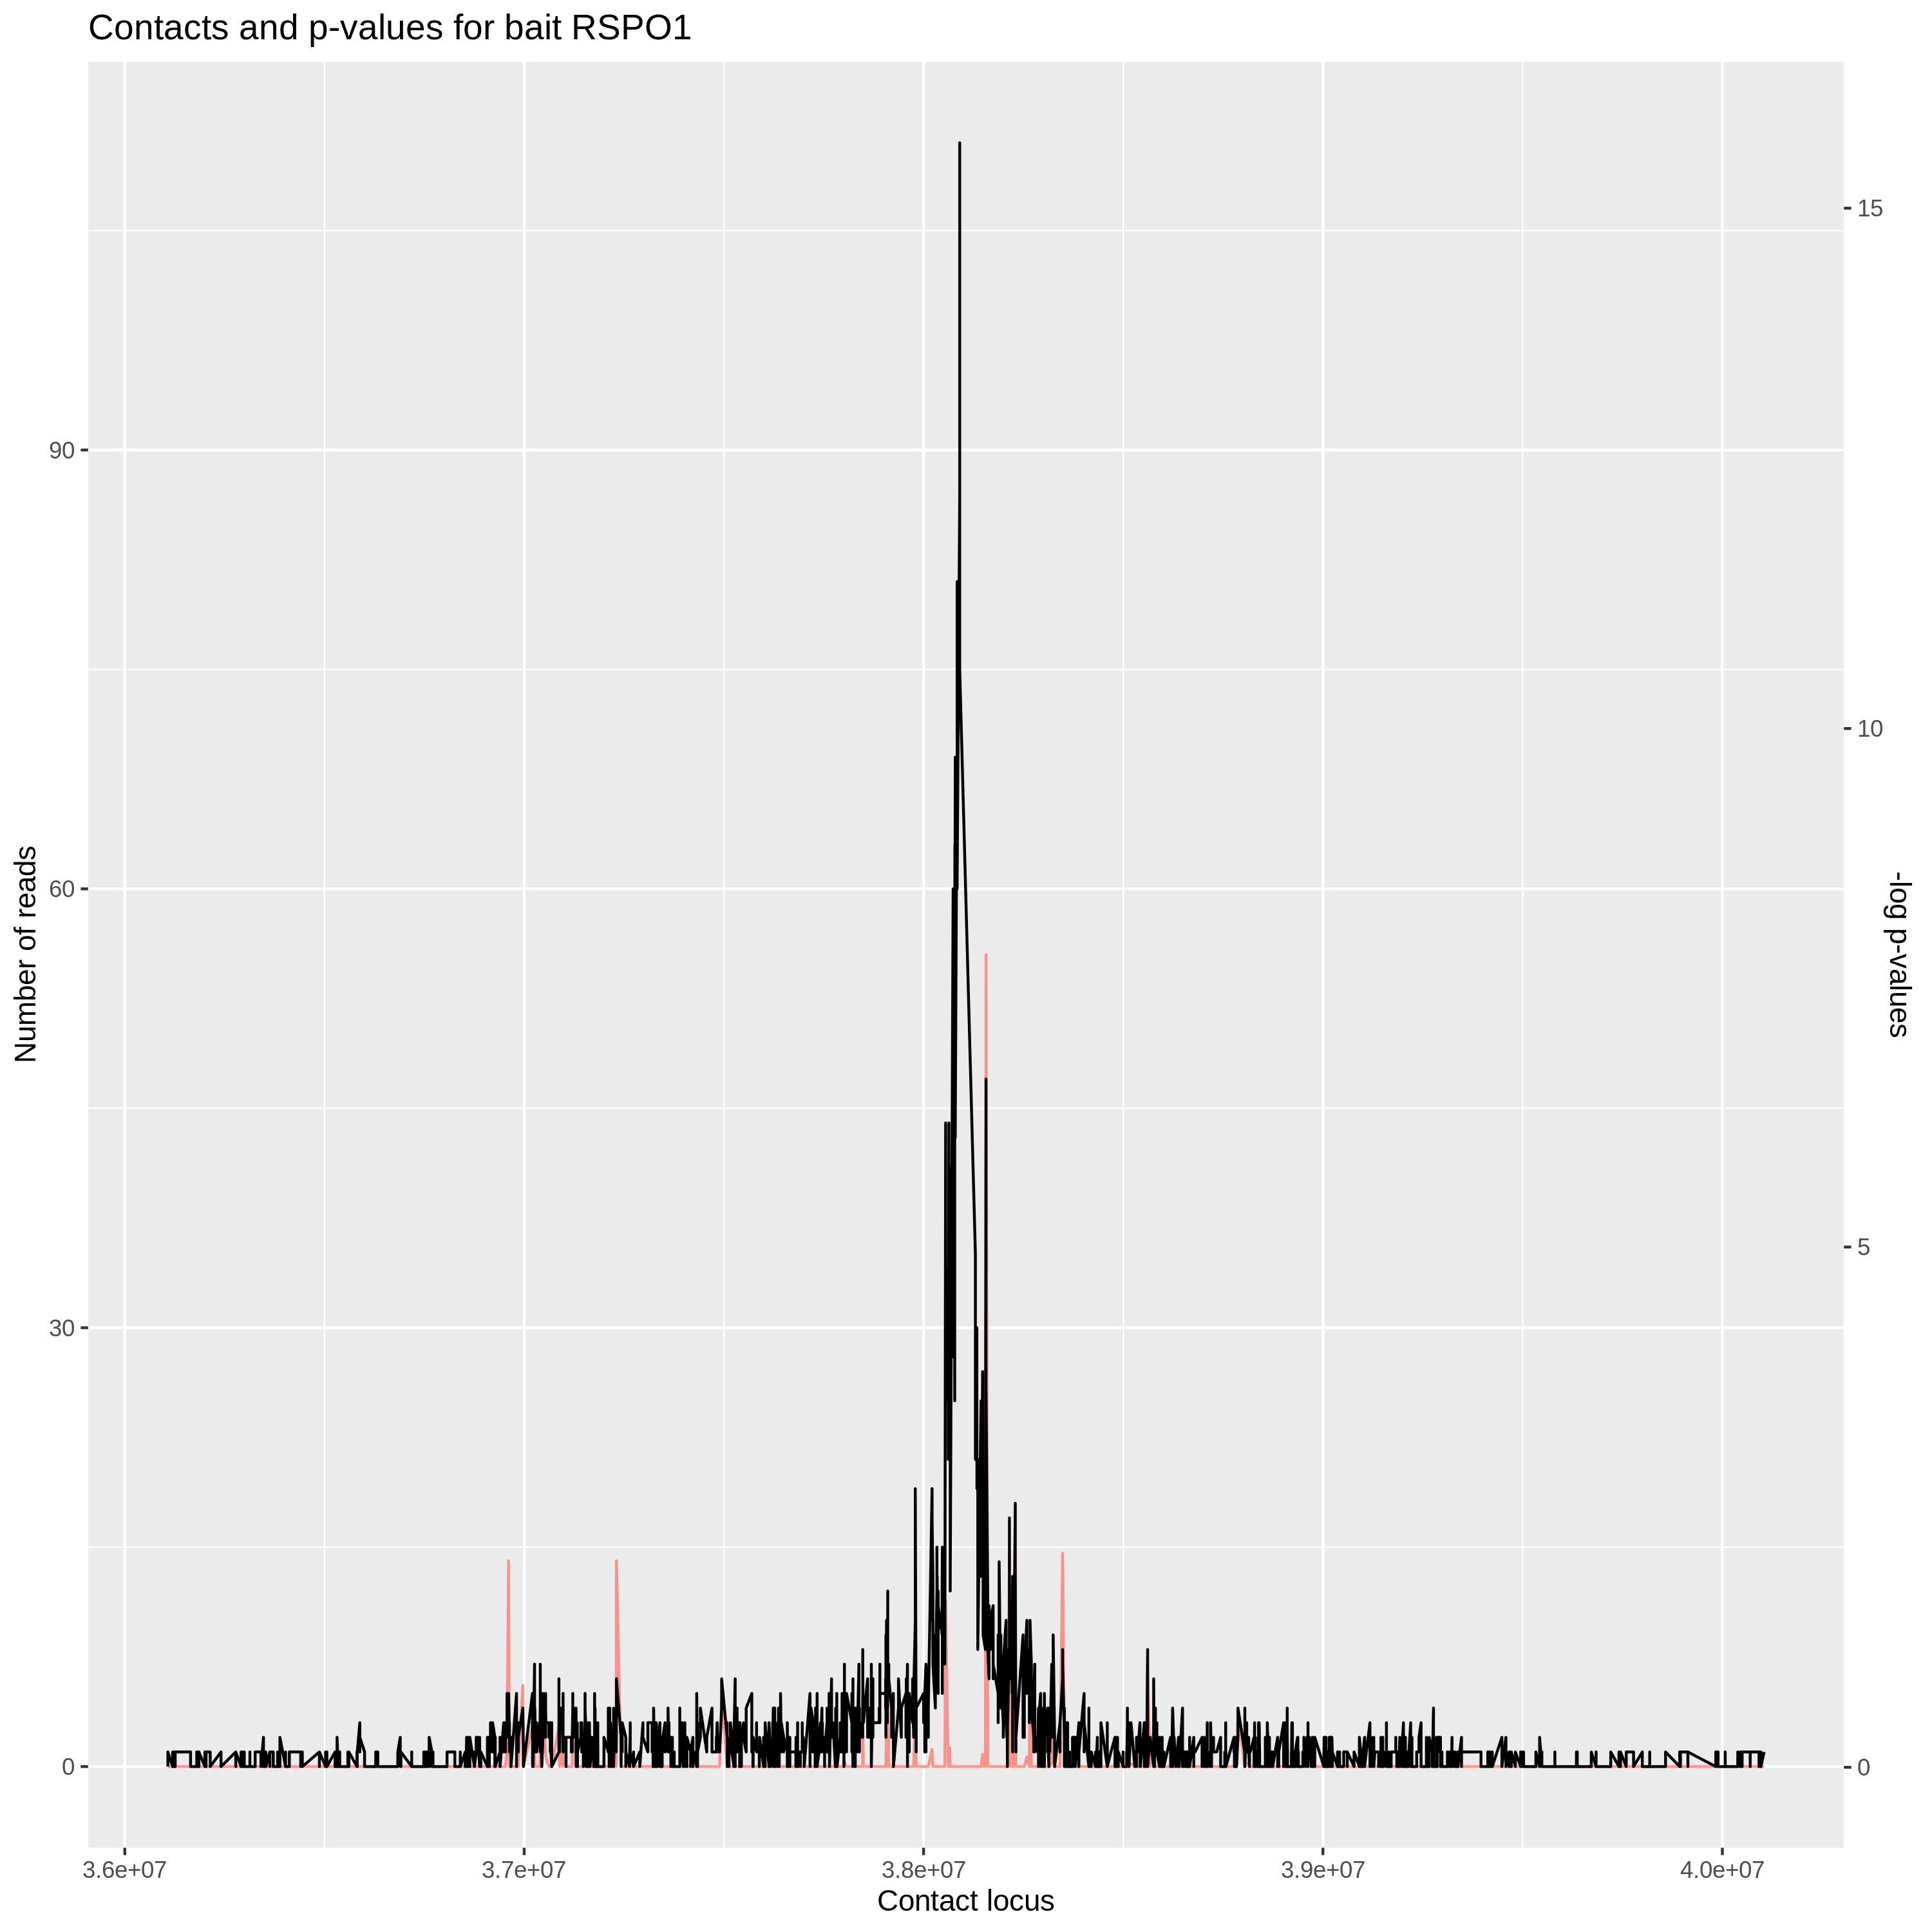 Contacts and p-values for bait RSPO1
Number of reads
90
60
30
0
15
10
5
0
-log p-values
3.6e+07 3.7e+07 3.8e+07 3.9e+07 4.0e+07
Contact locus